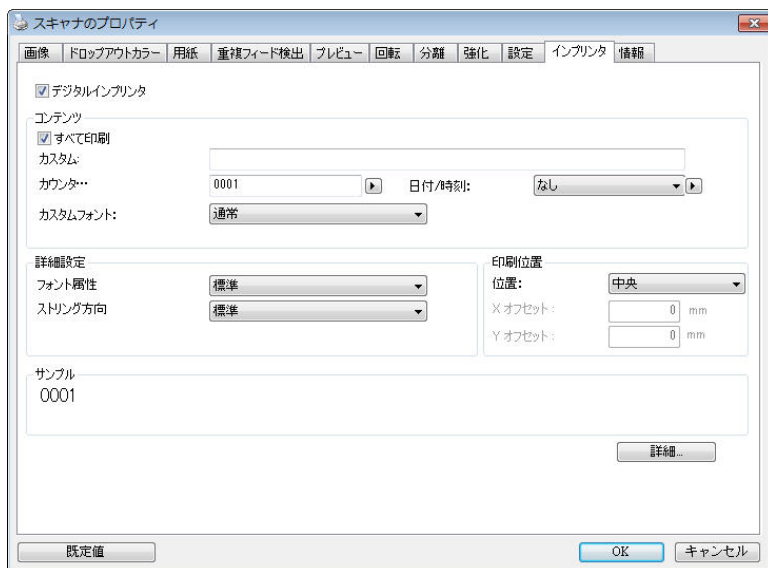 スキャナのプロパティ
画像 ドロップアウトカラー 用紙 重複フィード検出 プレビュー 回転 分離 強化 設定 インプリンタ 情報
デジタルインプリンタ
コンテンツ
すべて印刷
カスタム:
カウンタ… 0001 日付/時刻: なし
カスタムフォント: 通常
詳細設定
フォント属性 標準
ストリング方向 標準
印刷位置
位置: 中央
X オフセット: 0 mm
Y オフセット: 0 mm
サンプル
0001
詳細...
既定値 OK キャンセル